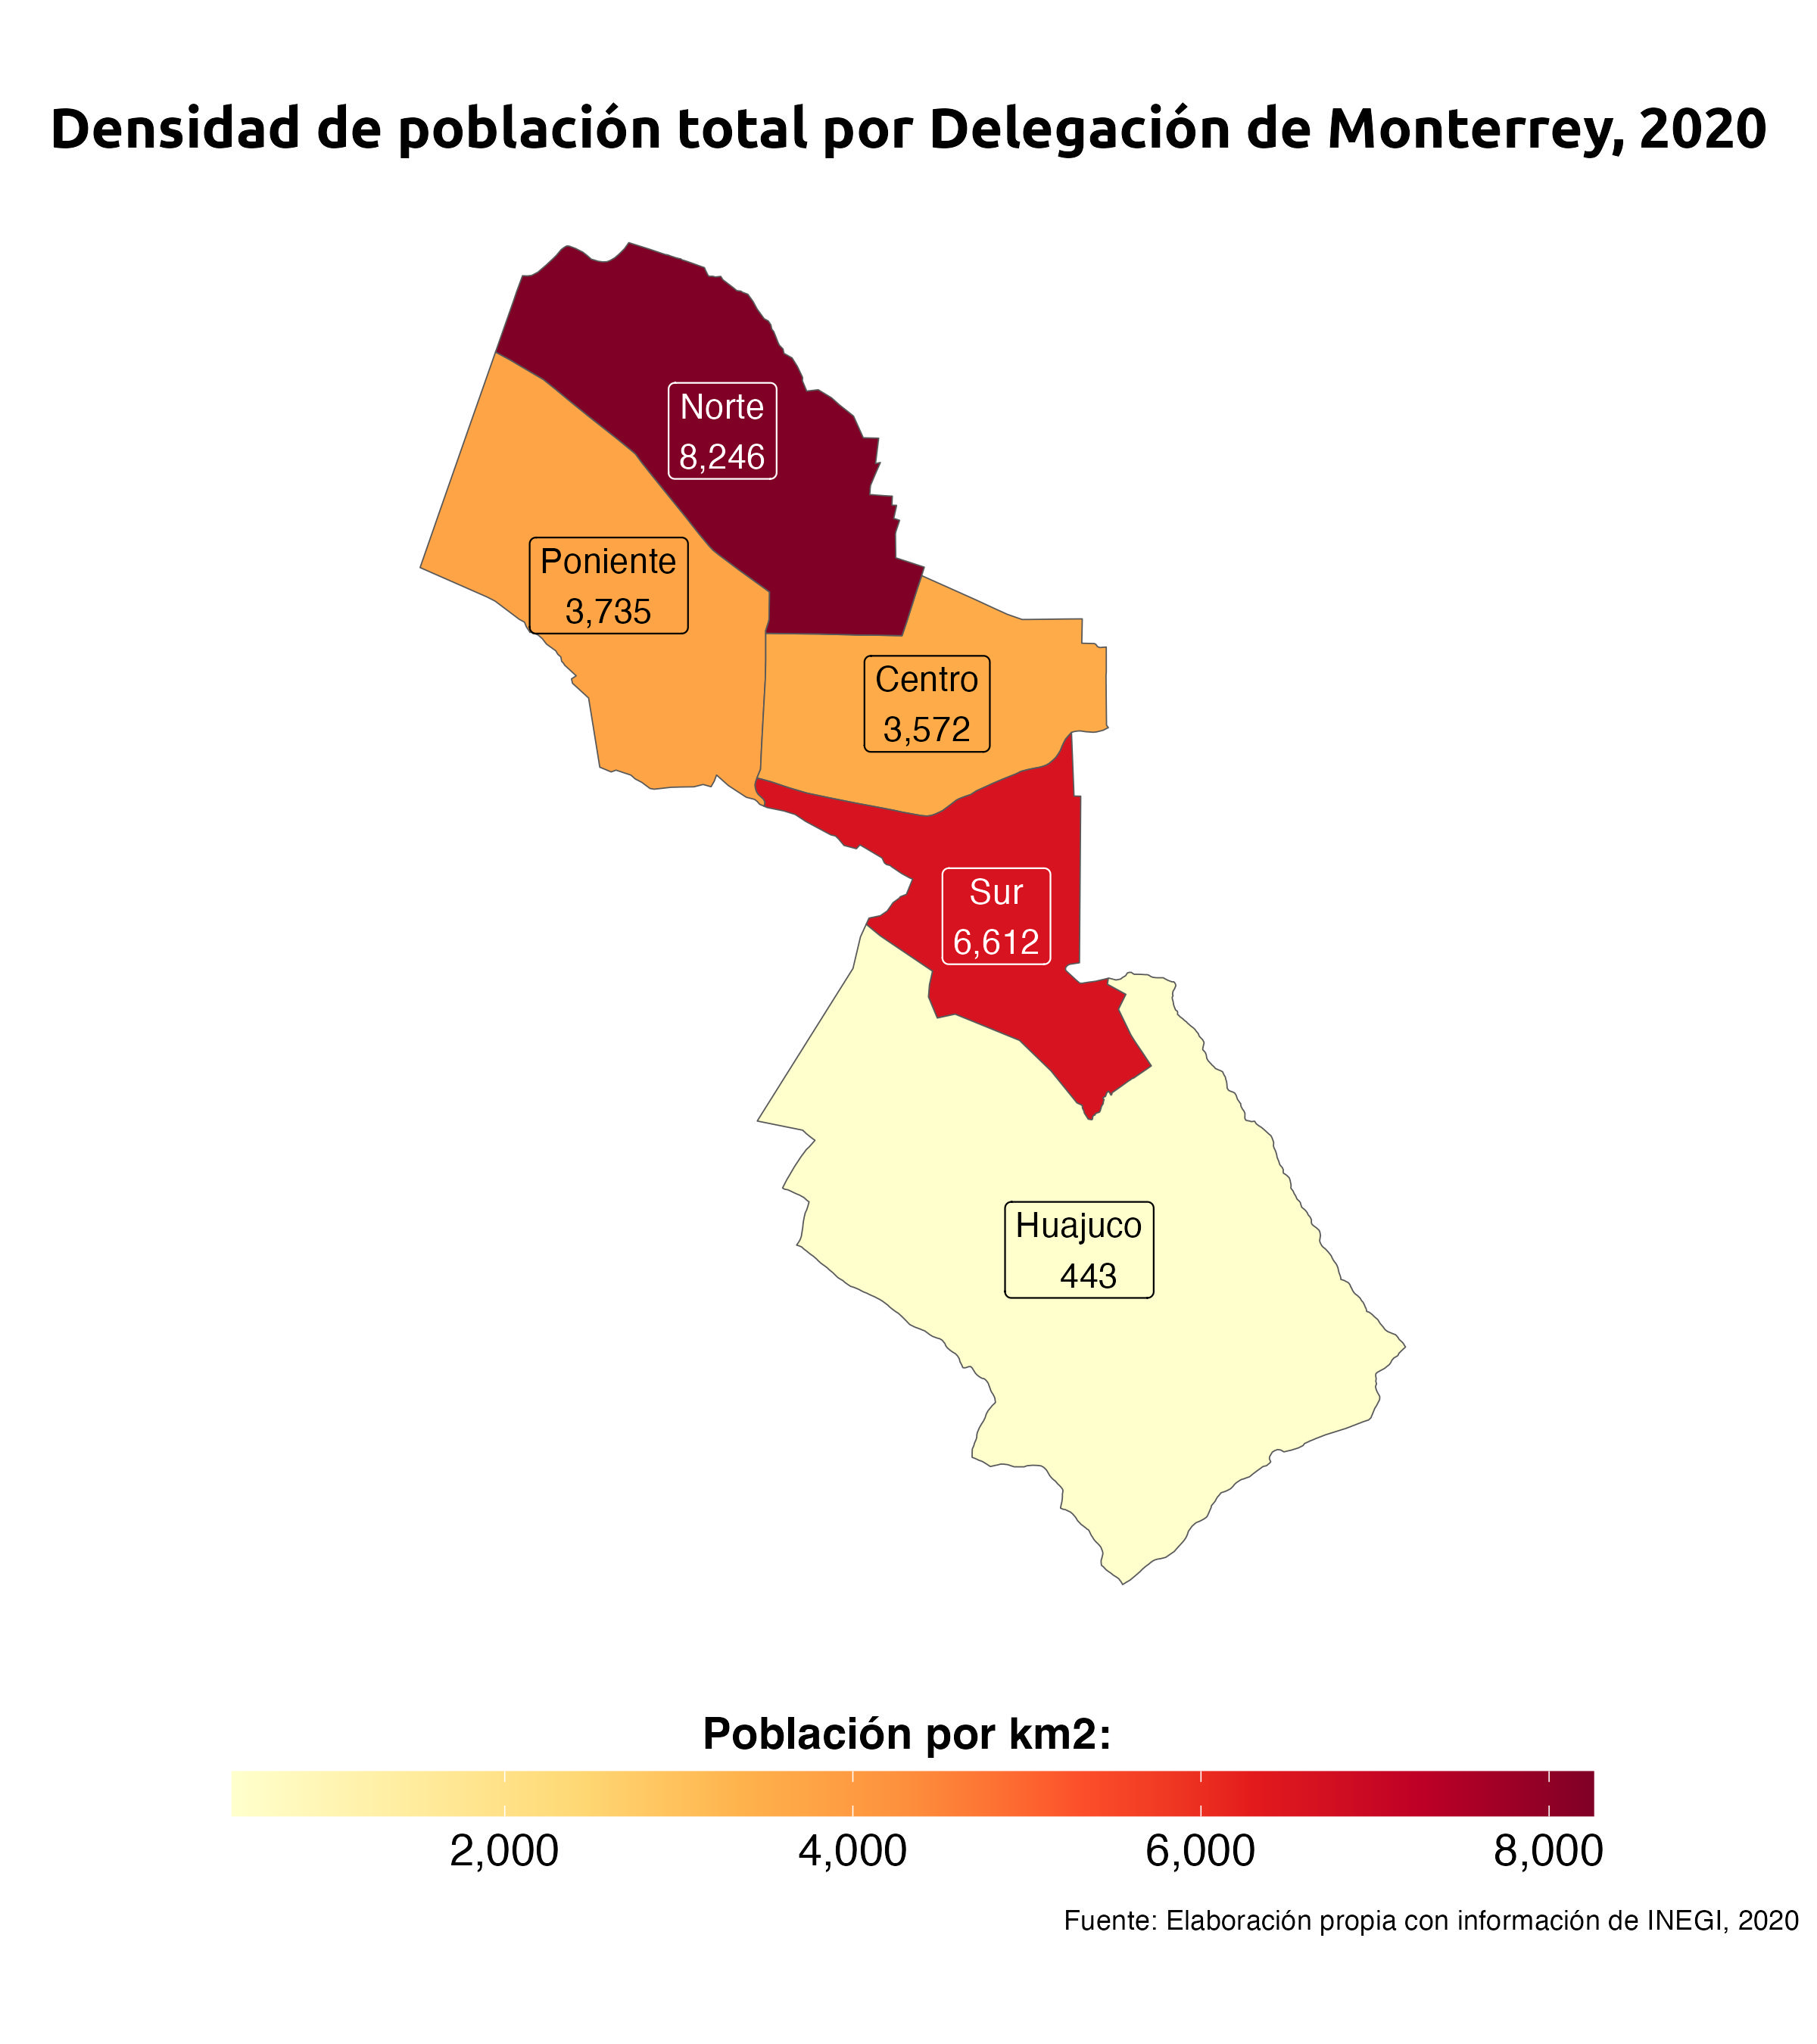 Densidad de población total por Delegación de Monterrey, 2020
Norte
8,246
Poniente
3,735
Centro
3,572
Sur
6,612
Huajuco
443
Población por km2:
2,000
4,000
6,000
8,000
Fuente: Elaboración propia con información de INEGI, 2020